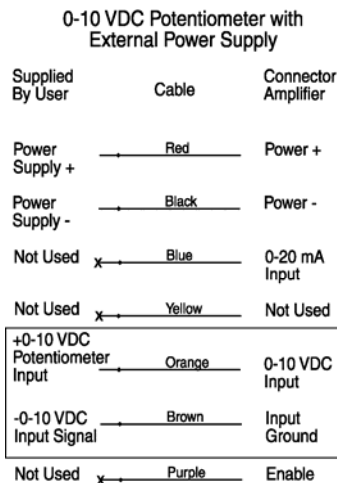 0-10 VDC Potentiometer with
External Power Supply
Supplied
By User
Cable
Connector
Amplifier
Power
Supply +
Red
Power +
Power
Supply -
Black
Power -
Not Used
x
Blue
0-20 mA
Input
Not Used
x
Yellow
Not Used
+0-10 VDC
Potentiometer
Input
Orange
0-10 VDC
Input
-0-10 VDC
Input Signal
Brown
Input
Ground
Not Used
x
Purple
Enable